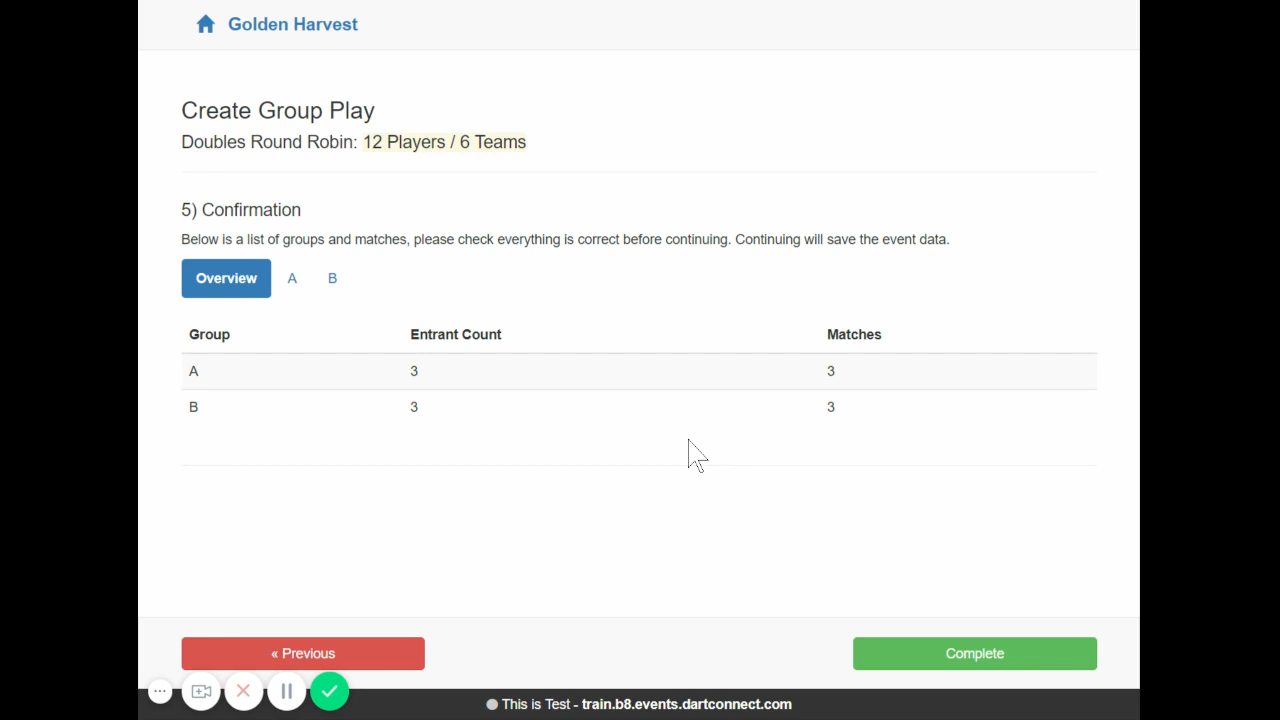 Golden Harvest
Create Group Play
Doubles Round Robin: 12 Players / 6 Teams
5) Confirmation
Below is a list of groups and matches, please check everything is correct before continuing. Continuing will save the event data.
Overview A B
Group Entrant Count Matches
A 3 3
B 3 3
« Previous Complete
This is Test - train.b8.events.dartconnect.com